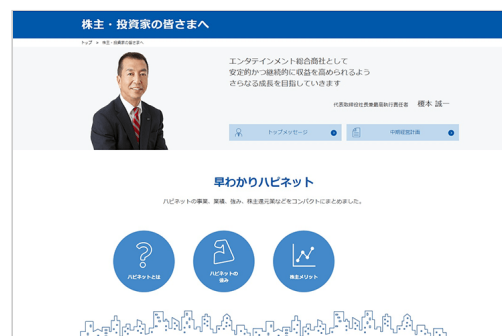 株主・投資家の皆さまへ
トップ > 株主・投資家の皆さまへ
エンタテインメント総合商社として
安定的かつ継続的に収益を高められるよう
さらなる成長を目指していきます
代表取締役社長兼最高執行責任者 榎本 誠一
トップメッセージ
中期経営計画
早わかりハピネット
ハピネットの事業、業績、強み、株主還元策などをコンパクトにまとめました。
ハピネットとは
ハピネットの
強み
株主メリット